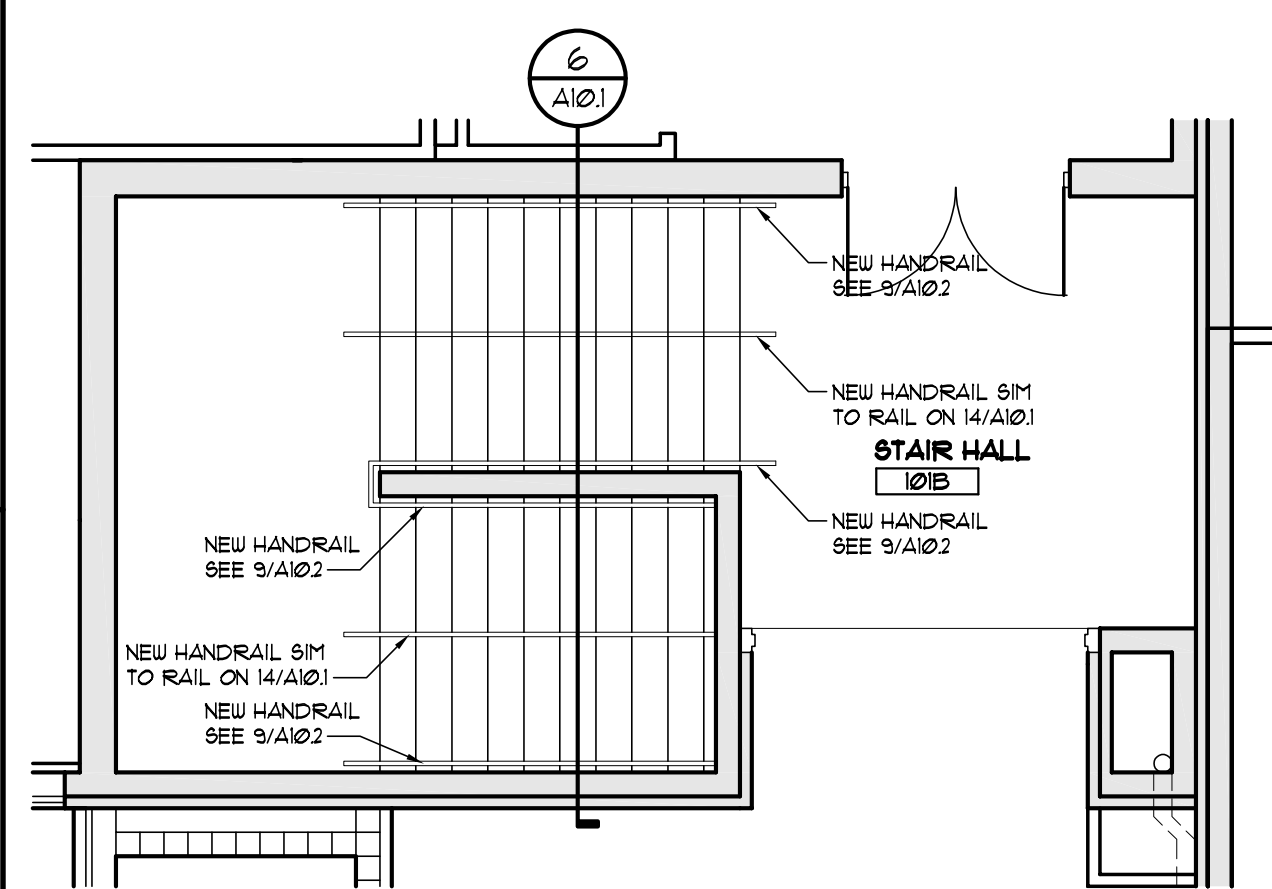 6
A10.1
NEW HANDRAIL
SEE 9/A10.2
NEW HANDRAIL SIM
TO RAIL ON 14/A10.1
STAIR HALL
101B
NEW HANDRAIL
SEE 9/A10.2
NEW HANDRAIL
SEE 9/A10.2
NEW HANDRAIL SIM
TO RAIL ON 14/A10.1
NEW HANDRAIL
SEE 9/A10.2